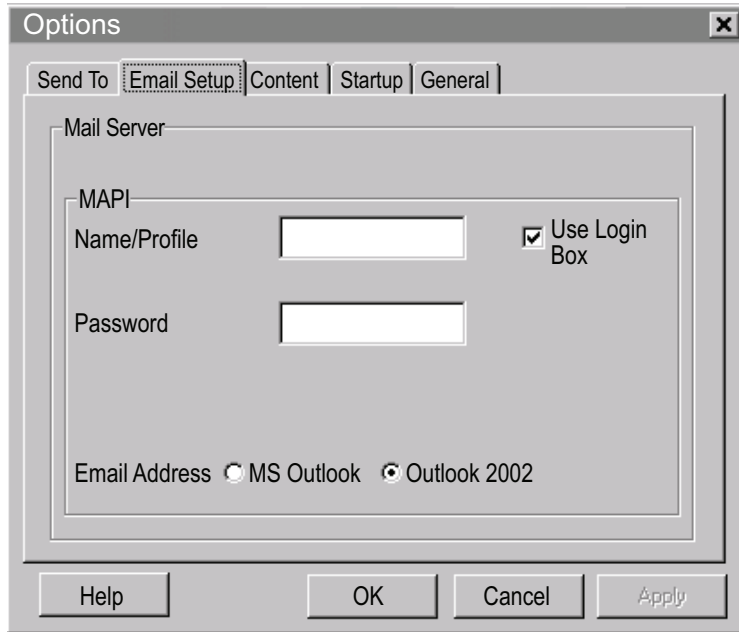 Options
Send To Email Setup Content Startup General
Mail Server
MAPI
Name/Profile
Use Login
Box
Password
Email Address MS Outlook Outlook 2002
Help OK Cancel Apply